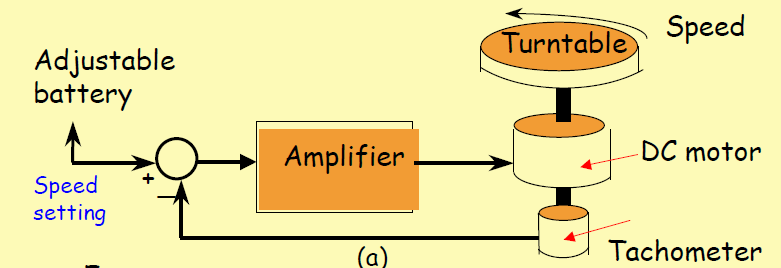 Adjustable
battery
Turntable
Speed
Amplifier
DC motor
+
−
Speed
setting
(a)
Tachometer